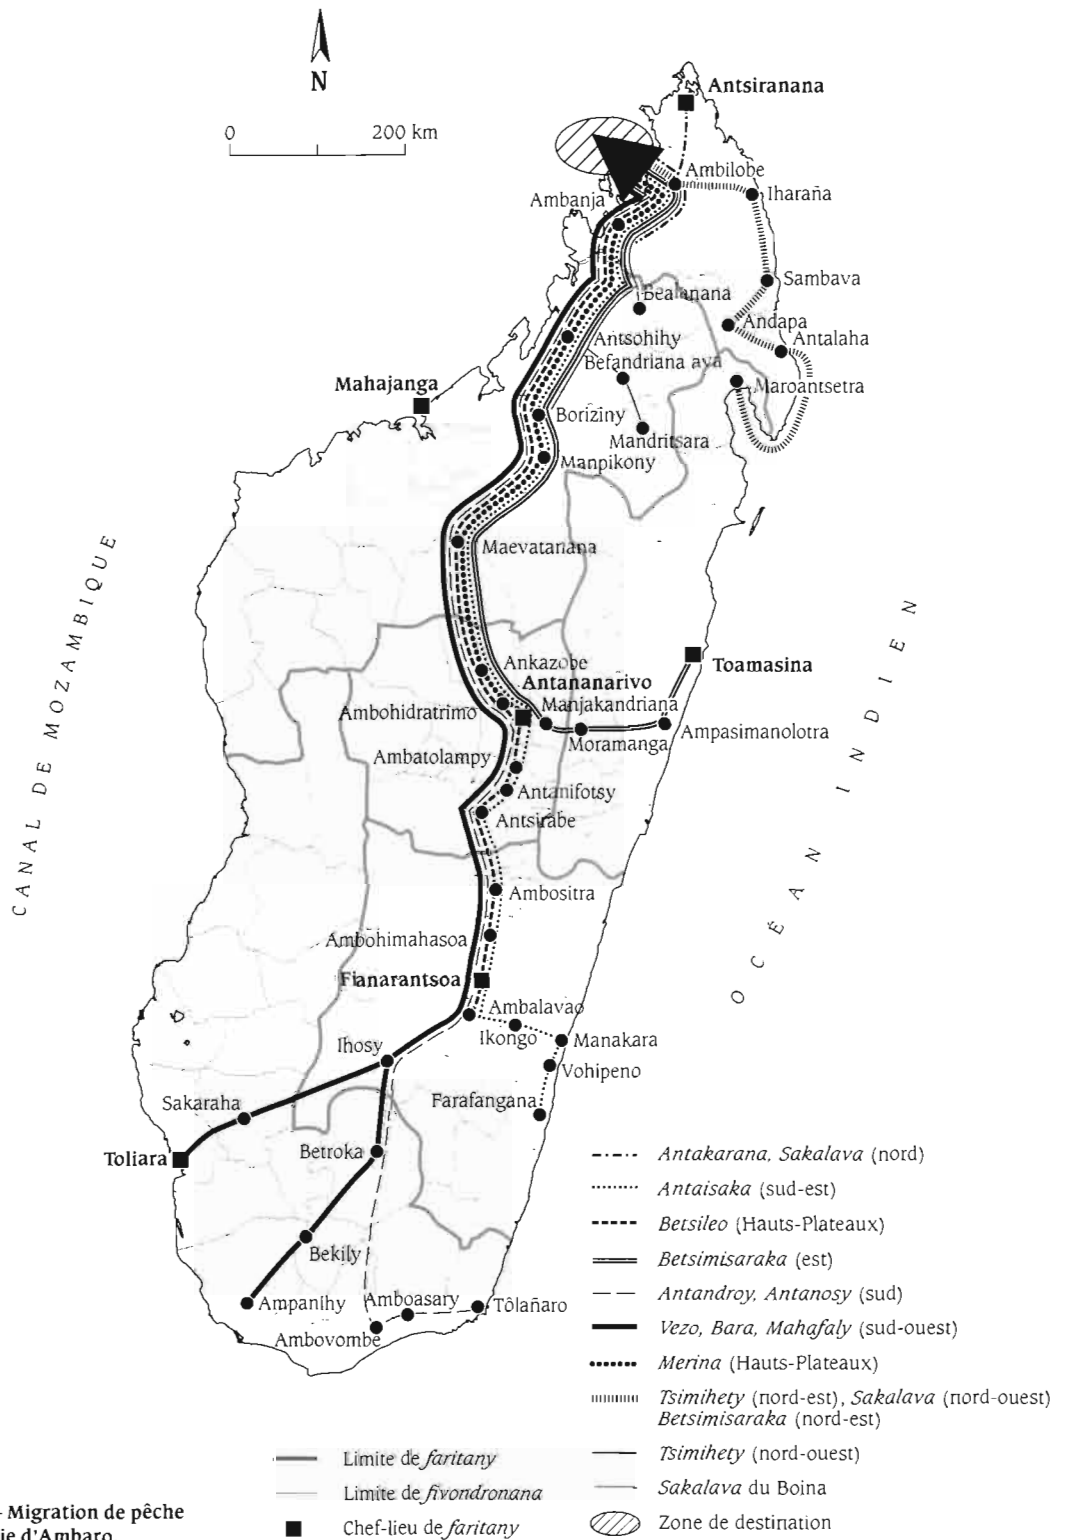 N
0 200 km
Antsiranana
Ambilobe
Iharaña
Ambanja
Sambava
Bealanana
Andapa
Antalaha
Antsohihy
Befandriana ava
Maroantsetra
Mahajanga
Boriziny
Mandritsara
Manpikony
Maevatanana
CANAL DE MOZAMBIQUE
OCÉAN INDIEN
Ankazobe
Toamasina
Antananarivo
Manjakandriana
Ambohidratrimo
Ampasimanolotra
Moramanga
Ambatolampy
Antanifotsy
Antsirabe
Ambositra
Ambohimahasoa
Fianarantsoa
Ambalavao
Ikongo
Manakara
Ihosy
Vohipeno
Sakaraha
Farafangana
Toliara
Betroka
Bekily
Ampanihy
Amboasary
Tôlañaro
Ambovombe
Antakarana, Sakalava (nord)
Antaisaka (sud-est)
Betsileo (Hauts-Plateaux)
Betsimisaraka (est)
Antandroy, Antanosy (sud)
Vezo, Bara, Mahafaly (sud-ouest)
Merina (Hauts-Plateaux)
Tsimihety (nord-est), Sakalava (nord-ouest)
Betsimisaraka (nord-est)
Tsimihety (nord-ouest)
Sakalava du Boina
Zone de destination
Limite de faritany
Limite de fivondronana
Chef-lieu de faritany
- Migration de pêche
ie d'Ambaro